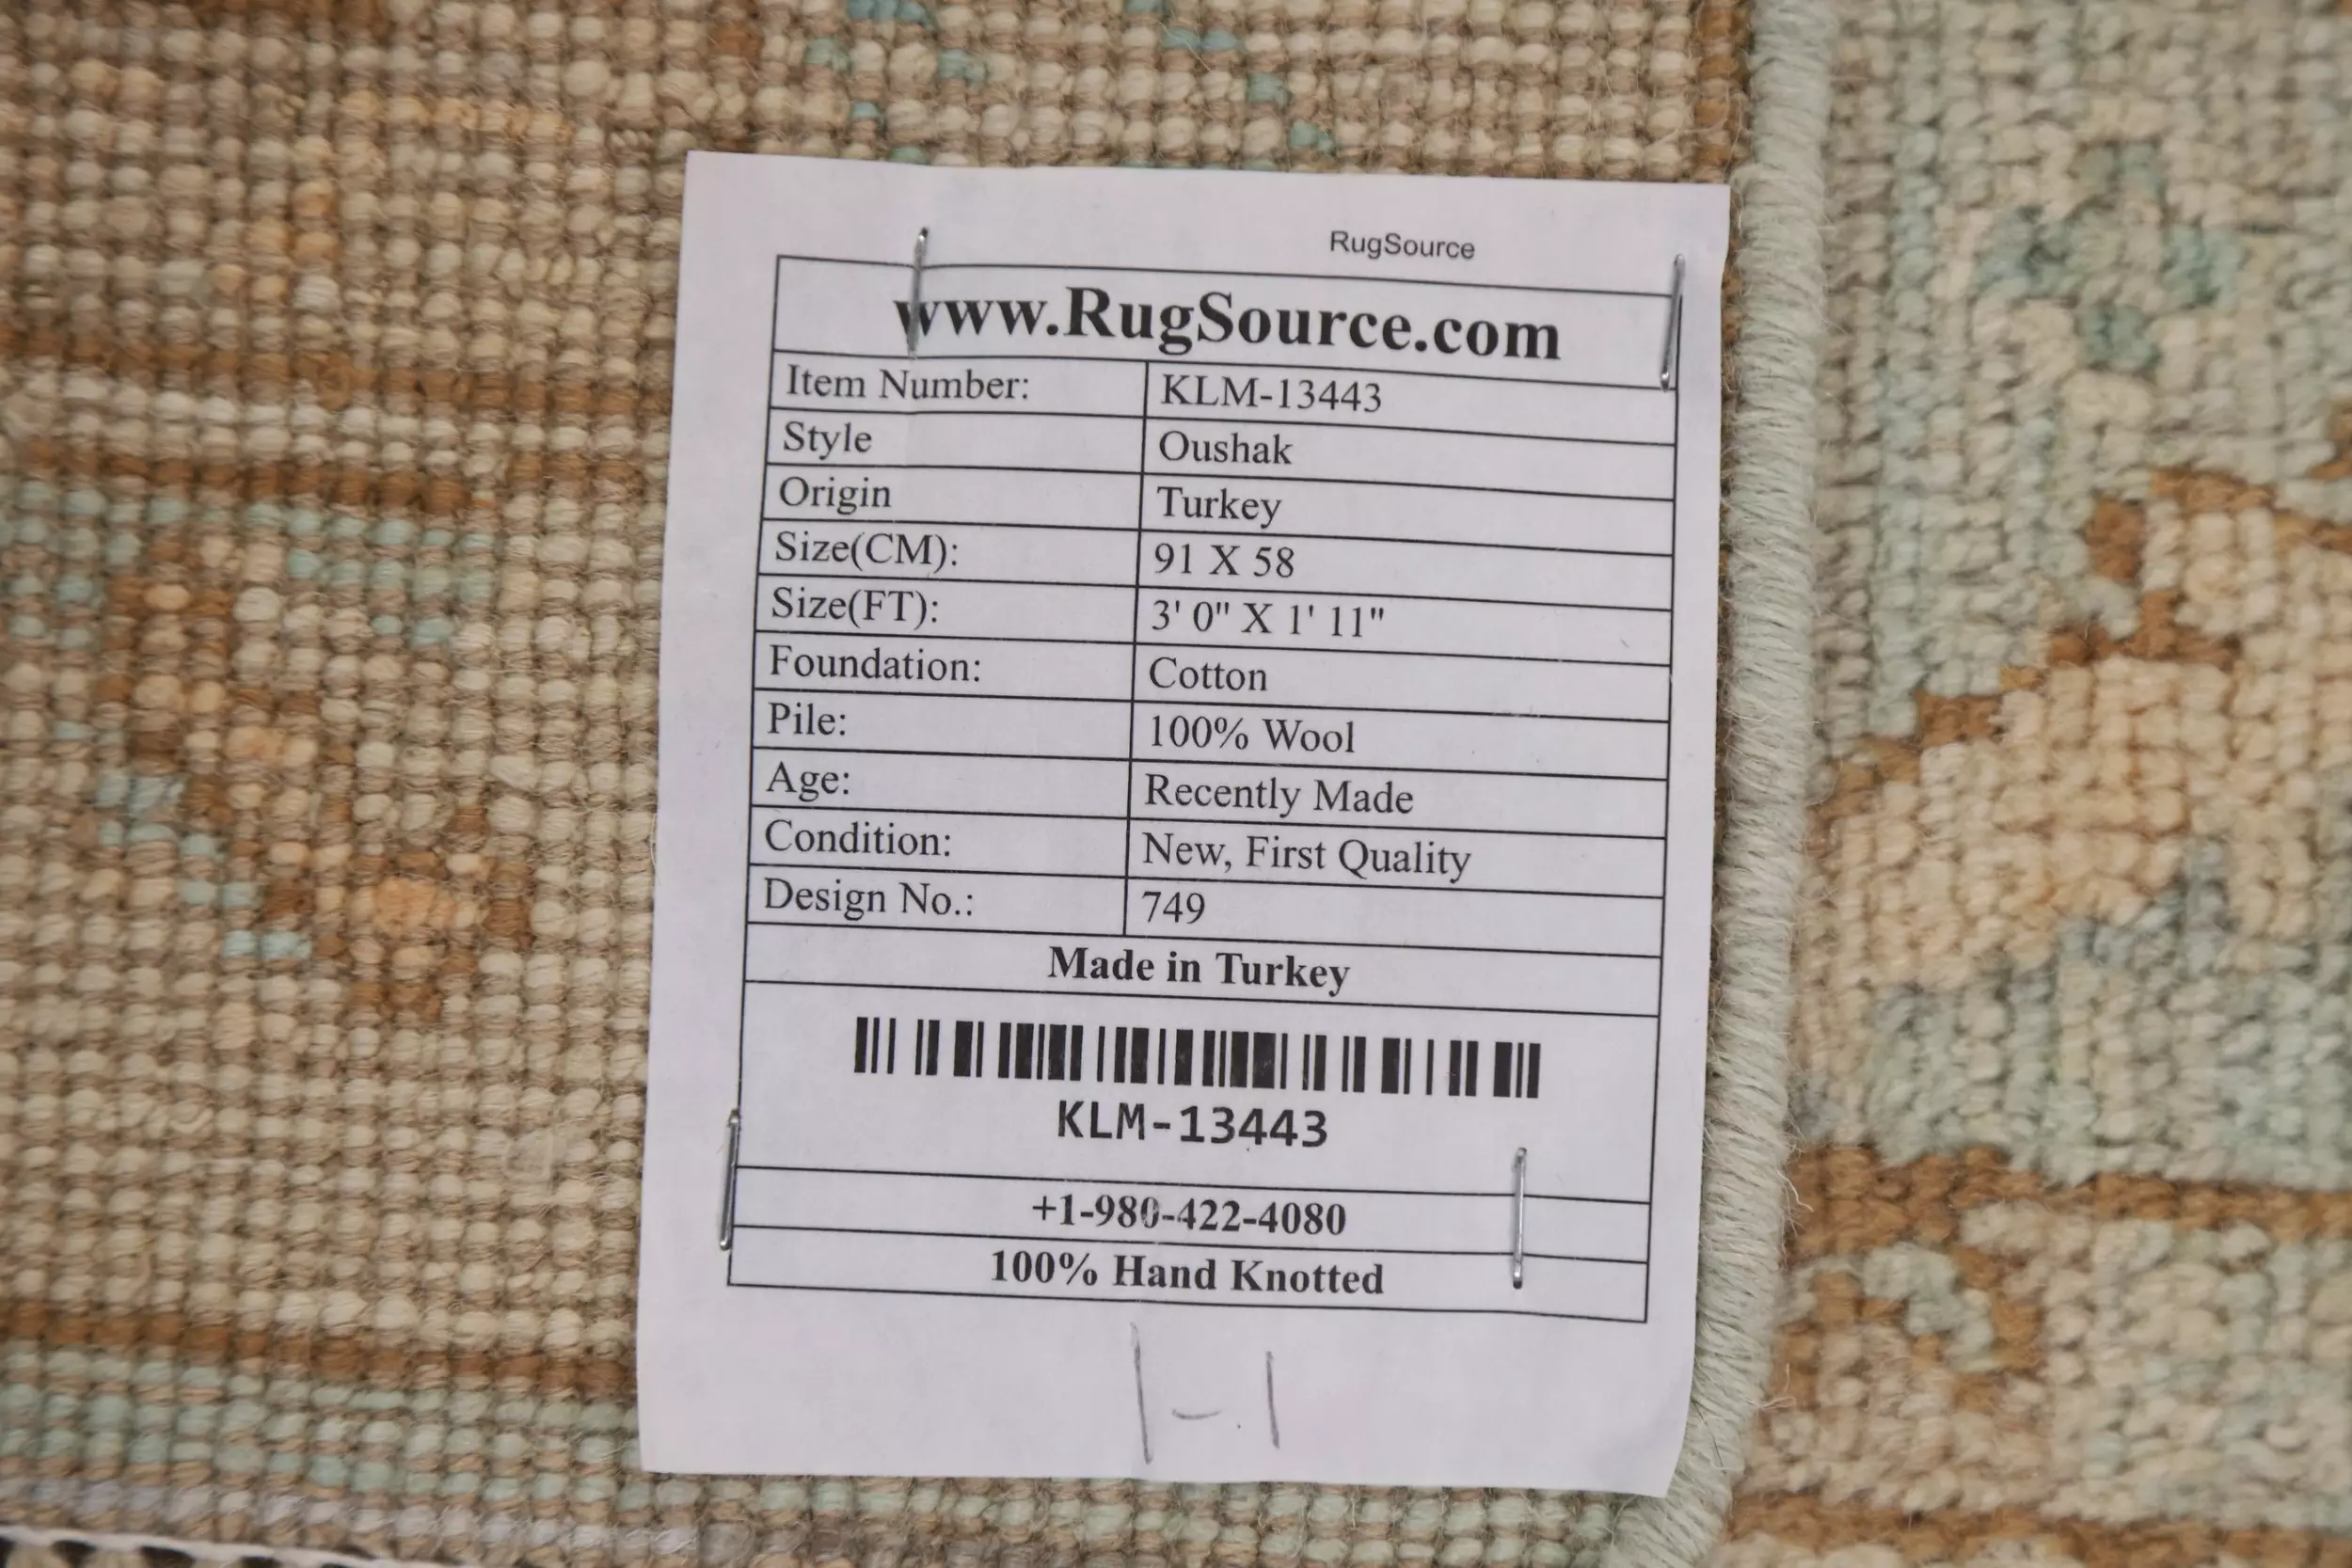 RugSource
www.RugSource.com
Item Number: KLM-13443
Style Oushak
Origin Turkey
Size(CM): 91 X 58
Size(FT): 3' 0" X 1' 11"
Foundation: Cotton
Pile: 100% Wool
Age: Recently Made
Condition: New, First Quality
Design No.: 749
Made in Turkey
KLM-13443
+1-980-422-4080
100% Hand Knotted
1-1